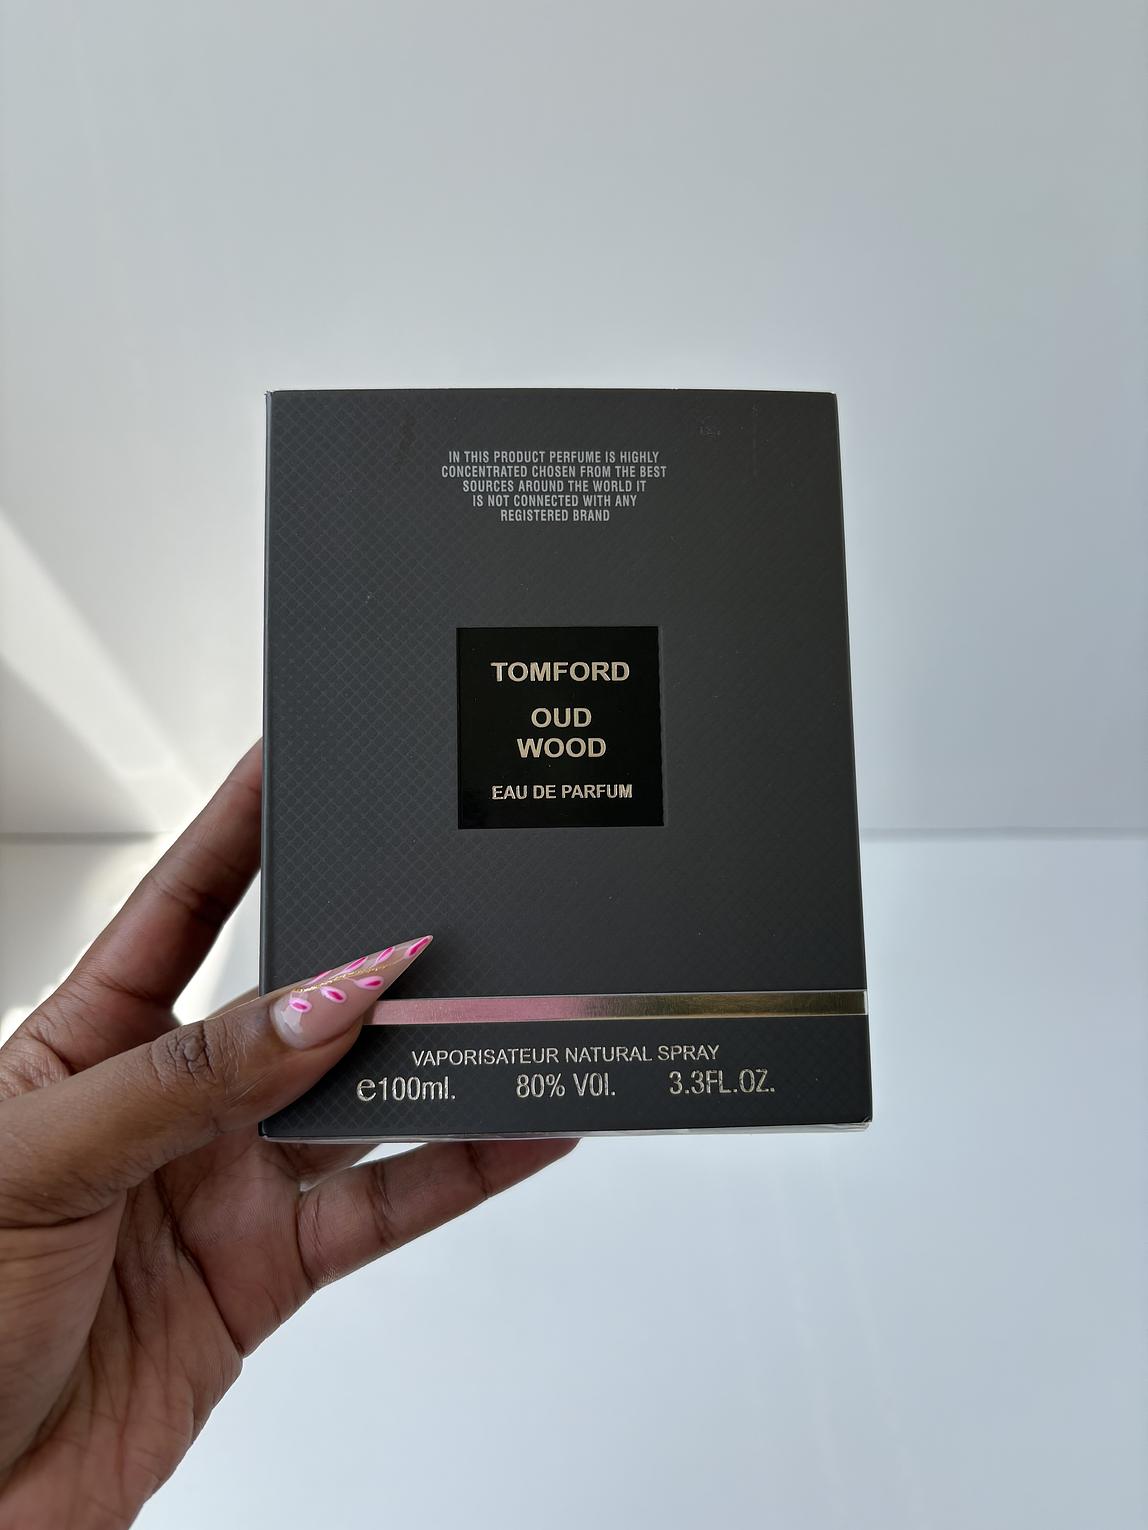 IN THIS PRODUCT PERFUME IS HIGHLY
CONCENTRATED CHOSEN FROM THE BEST
SOURCES AROUND THE WORLD IT
IS NOT CONNECTED WITH ANY
REGISTERED BRAND
TOMFORD
OUD
WOOD
EAU DE PARFUM
VAPORISATEUR NATURAL SPRAY
e100ml. 80% VOl. 3.3FL.OZ.